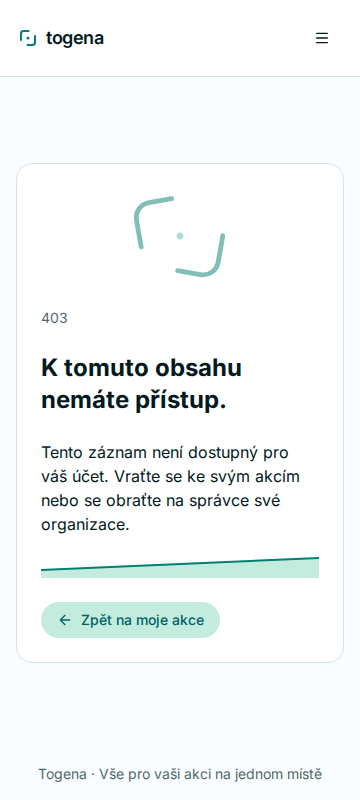 togena
403
K tomuto obsahu
nemáte přístup.
Tento záznam není dostupný pro
váš účet. Vraťte se ke svým akcím
nebo se obraťte na správce své
organizace.
Zpět na moje akce
Togena · Vše pro vaši akci na jednom místě